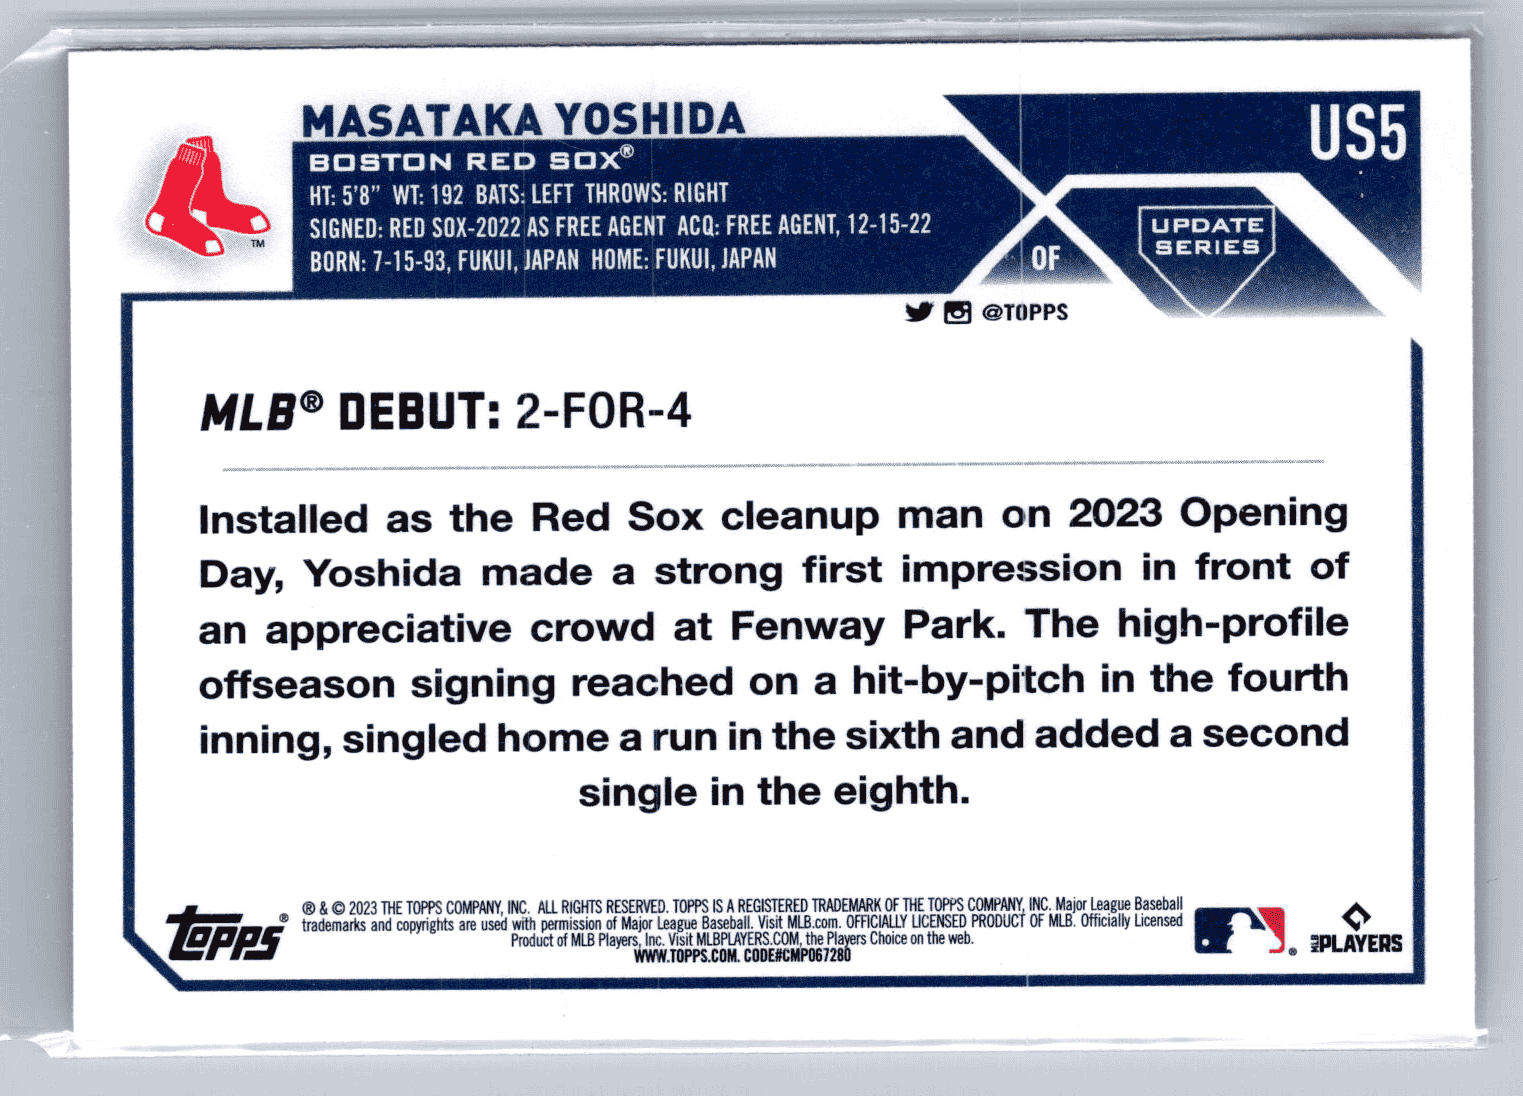 MASATAKA YOSHIDA
US5
BOSTON RED SOX®
HT: 5'8" WT: 192 BATS: LEFT THROWS: RIGHT
SIGNED: RED SOX-2022 AS FREE AGENT ACQ: FREE AGENT, 12-15-22
BORN: 7-15-93, FUKUI, JAPAN HOME: FUKUI, JAPAN
OF
UPDATE
SERIES
TM
@TOPPS
MLB® DEBUT: 2-FOR-4
Installed as the Red Sox cleanup man on 2023 Opening
Day, Yoshida made a strong first impression in front of
an appreciative crowd at Fenway Park. The high-profile
offseason signing reached on a hit-by-pitch in the fourth
inning, singled home a run in the sixth and added a second
single in the eighth.
Topps®
® & © 2023 THE TOPPS COMPANY, INC. ALL RIGHTS RESERVED. TOPPS IS A REGISTERED TRADEMARK OF THE TOPPS COMPANY, INC. Major League Baseball
trademarks and copyrights are used with permission of Major League Baseball. Visit MLB.com. OFFICIALLY LICENSED PRODUCT OF MLB. Officially Licensed
Product of MLB Players, Inc. Visit MLBPLAYERS.COM, the Players Choice on the web.
WWW.TOPPS.COM. CODE#CMP067280
®
MLB PLAYERS